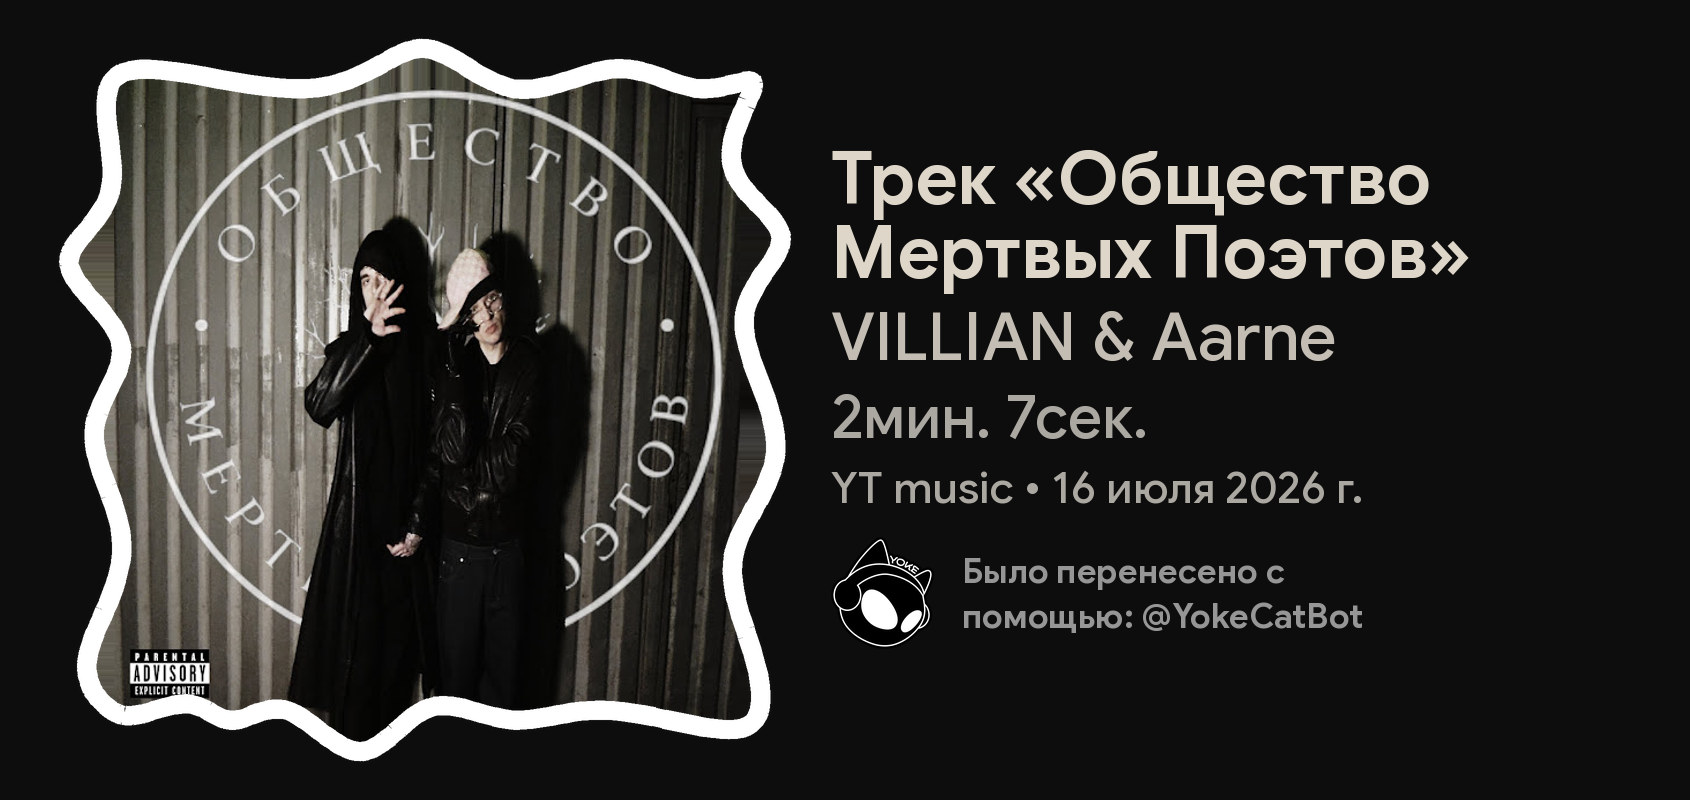 ОБЩЕСТВО
МЕРТ
ОЭТОВ
PARENTAL
ADVISORY
EXPLICIT CONTENT
Трек «Общество
Мертвых Поэтов»
VILLIAN & Aarne
2мин. 7сек.
YT music • 16 июля 2026 г.
YOKE
Было перенесено с
помощью: @YokeCatBot